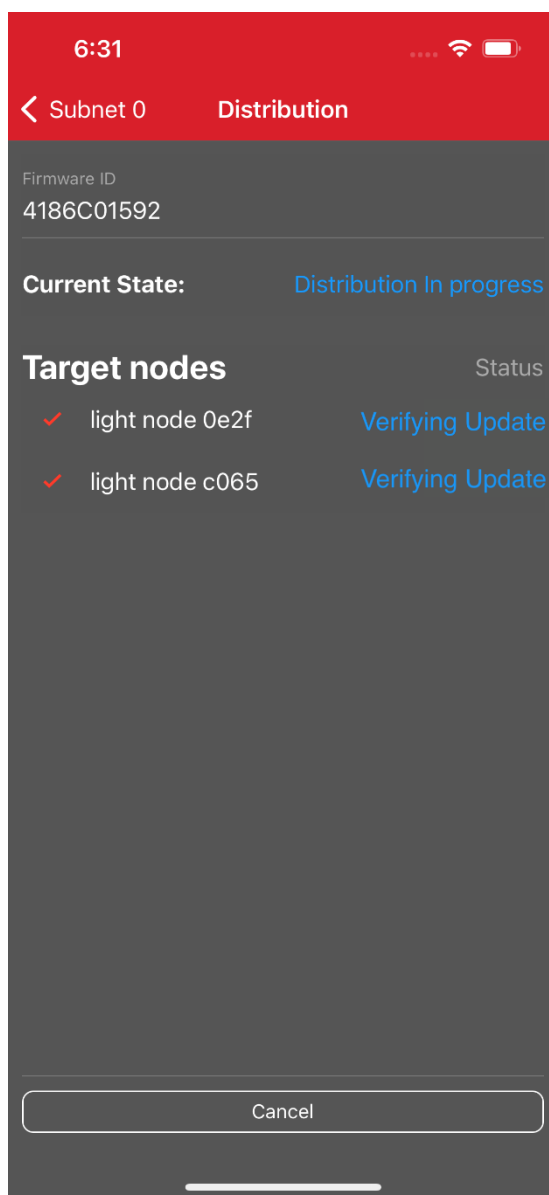 6:31
Subnet 0 Distribution
Firmware ID
4186C01592
Current State: Distribution In progress
Target nodes Status
light node 0e2f Verifying Update
light node c065 Verifying Update
Cancel